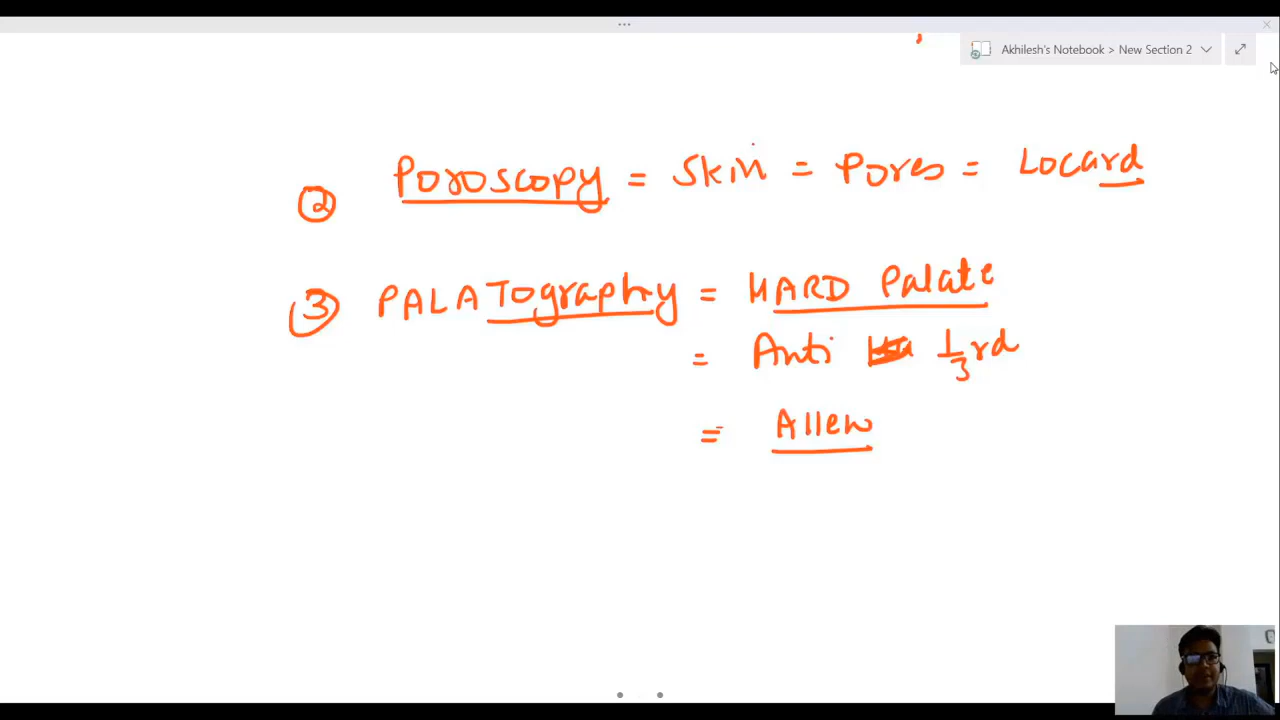 Akhilesh's Notebook > New Section 2
② Poroscopy = Skin = Pores = Locard
③ PALATography = HARD Palate
= Anti 1/3rd
= Allen